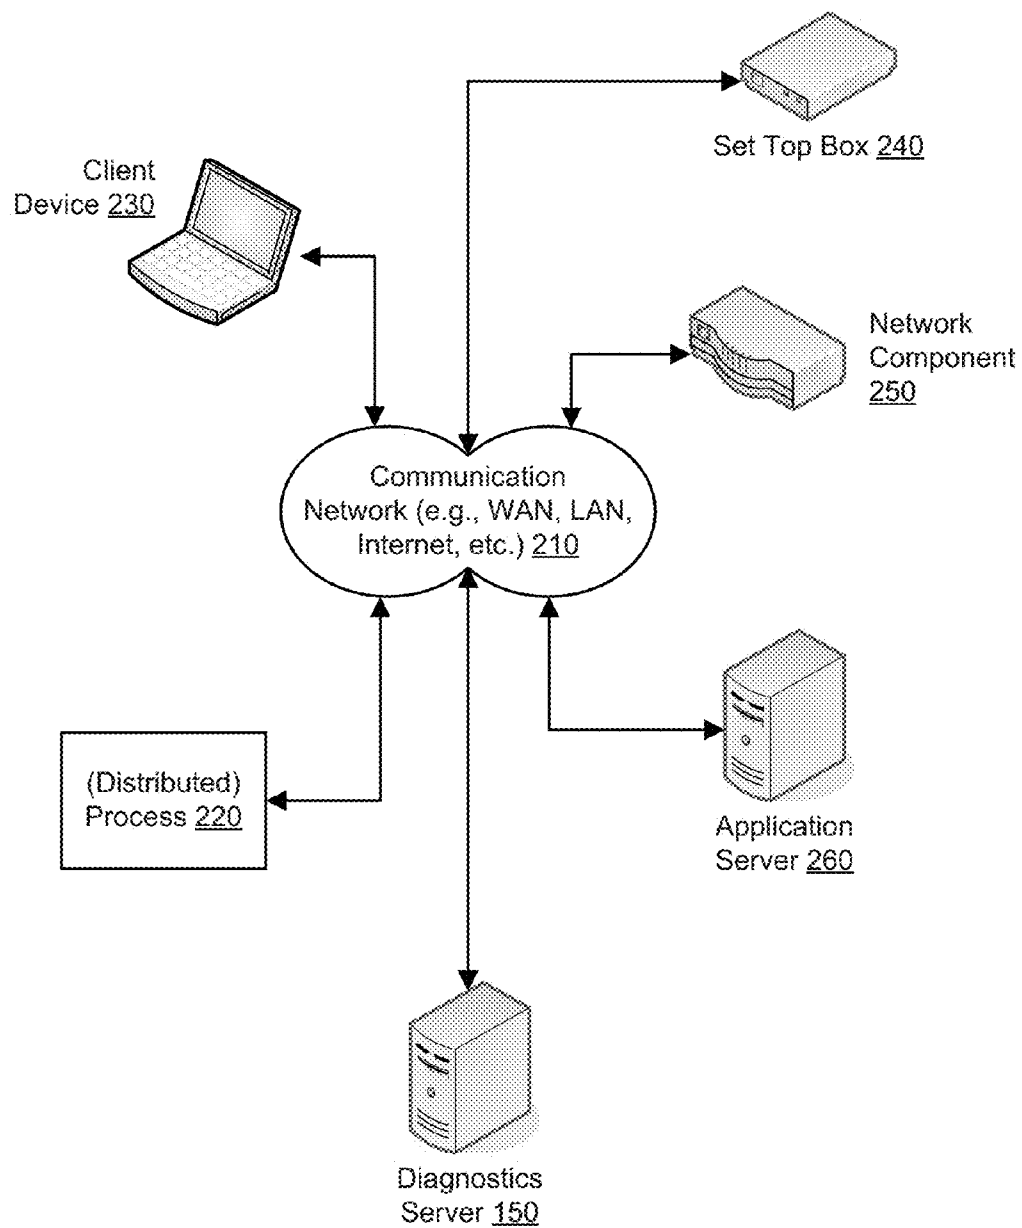 Set Top Box 240
Client
Device 230
Network
Component
250
Communication
Network (e.g., WAN, LAN,
Internet, etc.) 210
(Distributed)
Process 220
Application
Server 260
Diagnostics
Server 150